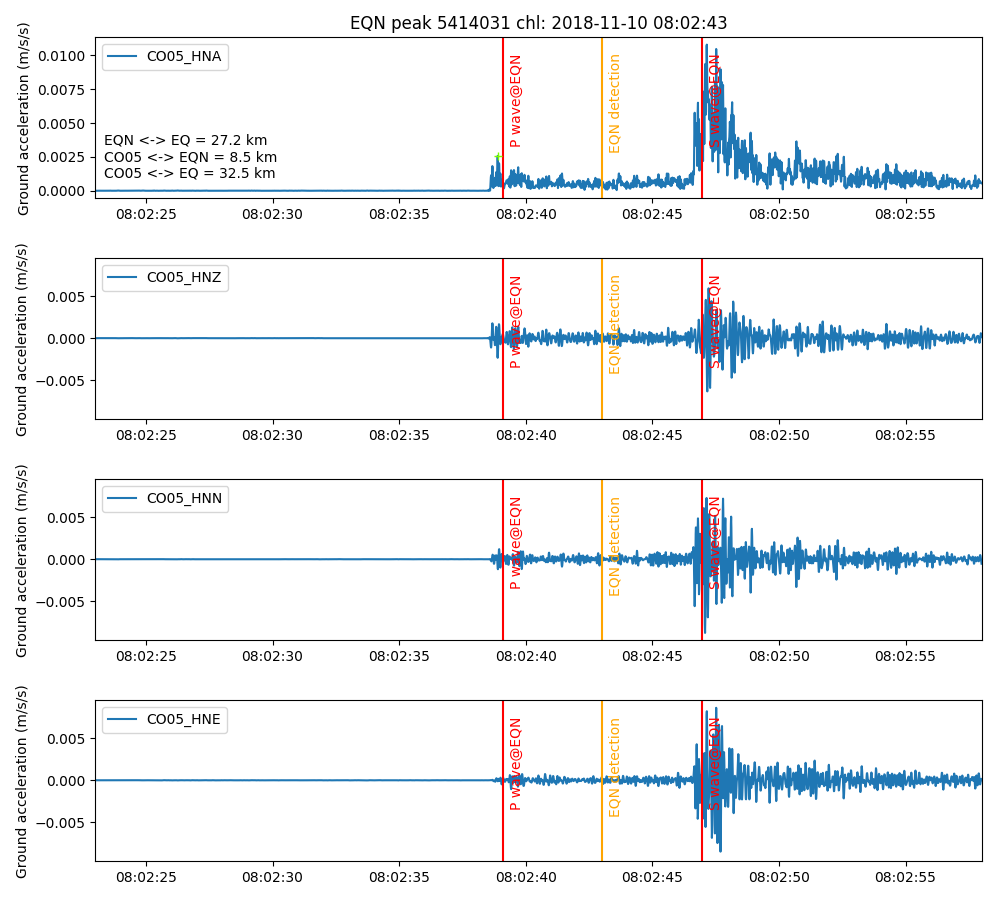 EQN peak 5414031 chl: 2018-11-10 08:02:43
Ground acceleration (m/s/s)
0.0100
0.0075
0.0050
0.0025
0.0000
CO05_HNA
EQN <-> EQ = 27.2 km
CO05 <-> EQN = 8.5 km
CO05 <-> EQ = 32.5 km
P wave@EQN
EQN detection
S wave@EQN
08:02:25 08:02:30 08:02:35 08:02:40 08:02:45 08:02:50 08:02:55
Ground acceleration (m/s/s)
0.005
0.000
−0.005
CO05_HNZ
P wave@EQN
EQN detection
S wave@EQN
08:02:25 08:02:30 08:02:35 08:02:40 08:02:45 08:02:50 08:02:55
Ground acceleration (m/s/s)
0.005
0.000
−0.005
CO05_HNN
P wave@EQN
EQN detection
S wave@EQN
08:02:25 08:02:30 08:02:35 08:02:40 08:02:45 08:02:50 08:02:55
Ground acceleration (m/s/s)
0.005
0.000
−0.005
CO05_HNE
P wave@EQN
EQN detection
S wave@EQN
08:02:25 08:02:30 08:02:35 08:02:40 08:02:45 08:02:50 08:02:55